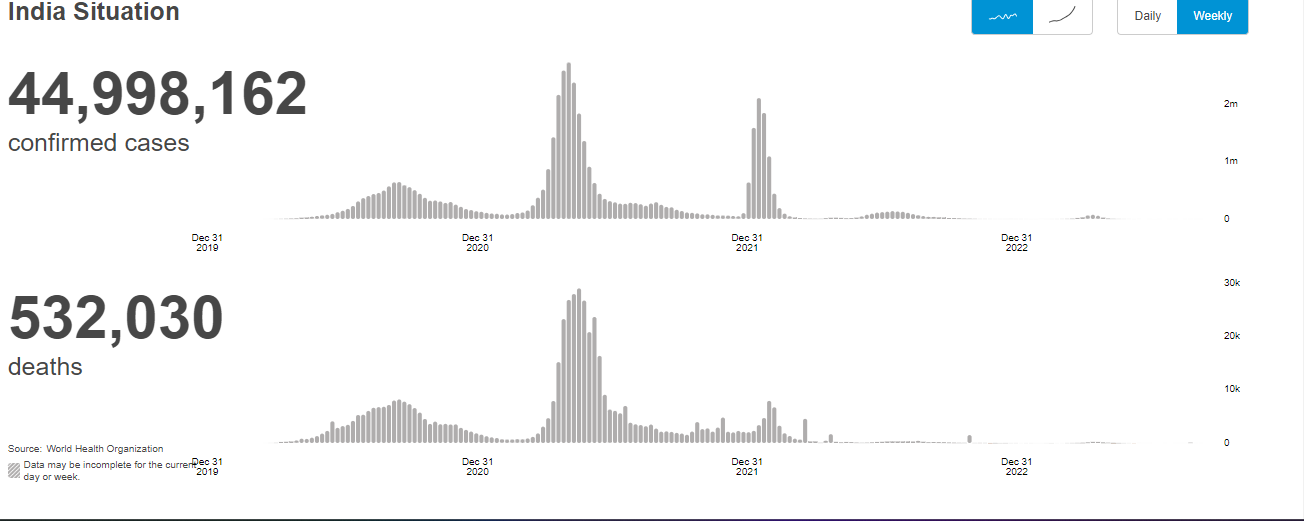 India Situation
Daily Weekly
44,998,162
confirmed cases
2m
1m
0
Dec 31 Dec 31 Dec 31 Dec 31
2019 2020 2021 2022
532,030
deaths
30k
20k
10k
0
Source: World Health Organization
Data may be incomplete for the current
day or week.
Dec 31 Dec 31 Dec 31 Dec 31
2019 2020 2021 2022